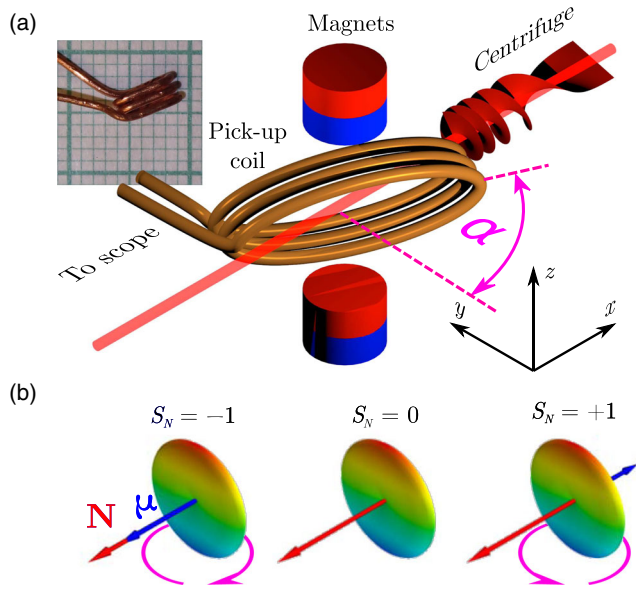 (a)
Magnets
Centrifuge
Pick-up
coil
To scope
α
z
y
x
(b)
S_N = −1
S_N = 0
S_N = +1
N
μ